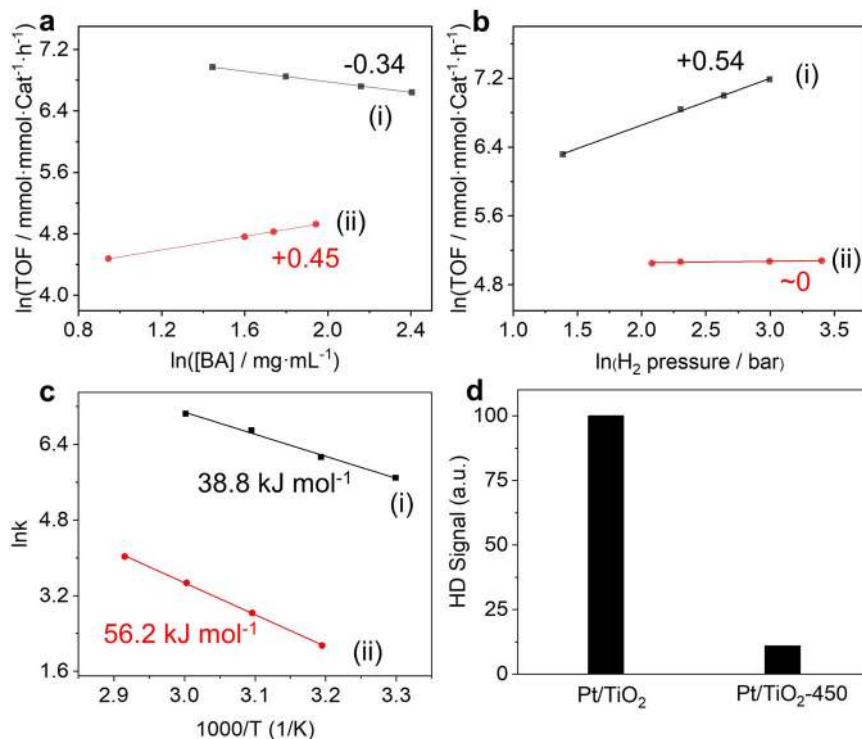 a
ln(TOF / mmol·mmol·Cat⁻¹·h⁻¹)
7.2
6.4
5.6
4.8
4.0
-0.34
(i)
(ii)
+0.45
0.8
1.2
1.6
2.0
2.4
ln([BA] / mg·mL⁻¹)
b
ln(TOF / mmol·mmol·Cat⁻¹·h⁻¹)
8.0
7.2
6.4
5.6
4.8
+0.54
(i)
(ii)
~0
1.0
1.5
2.0
2.5
3.0
3.5
ln(H₂ pressure / bar)
c
lnk
6.4
4.8
3.2
1.6
38.8 kJ mol⁻¹
(i)
56.2 kJ mol⁻¹
(ii)
2.9
3.0
3.1
3.2
3.3
1000/T (1/K)
d
HD Signal (a.u.)
100
75
50
25
0
Pt/TiO₂
Pt/TiO₂-450